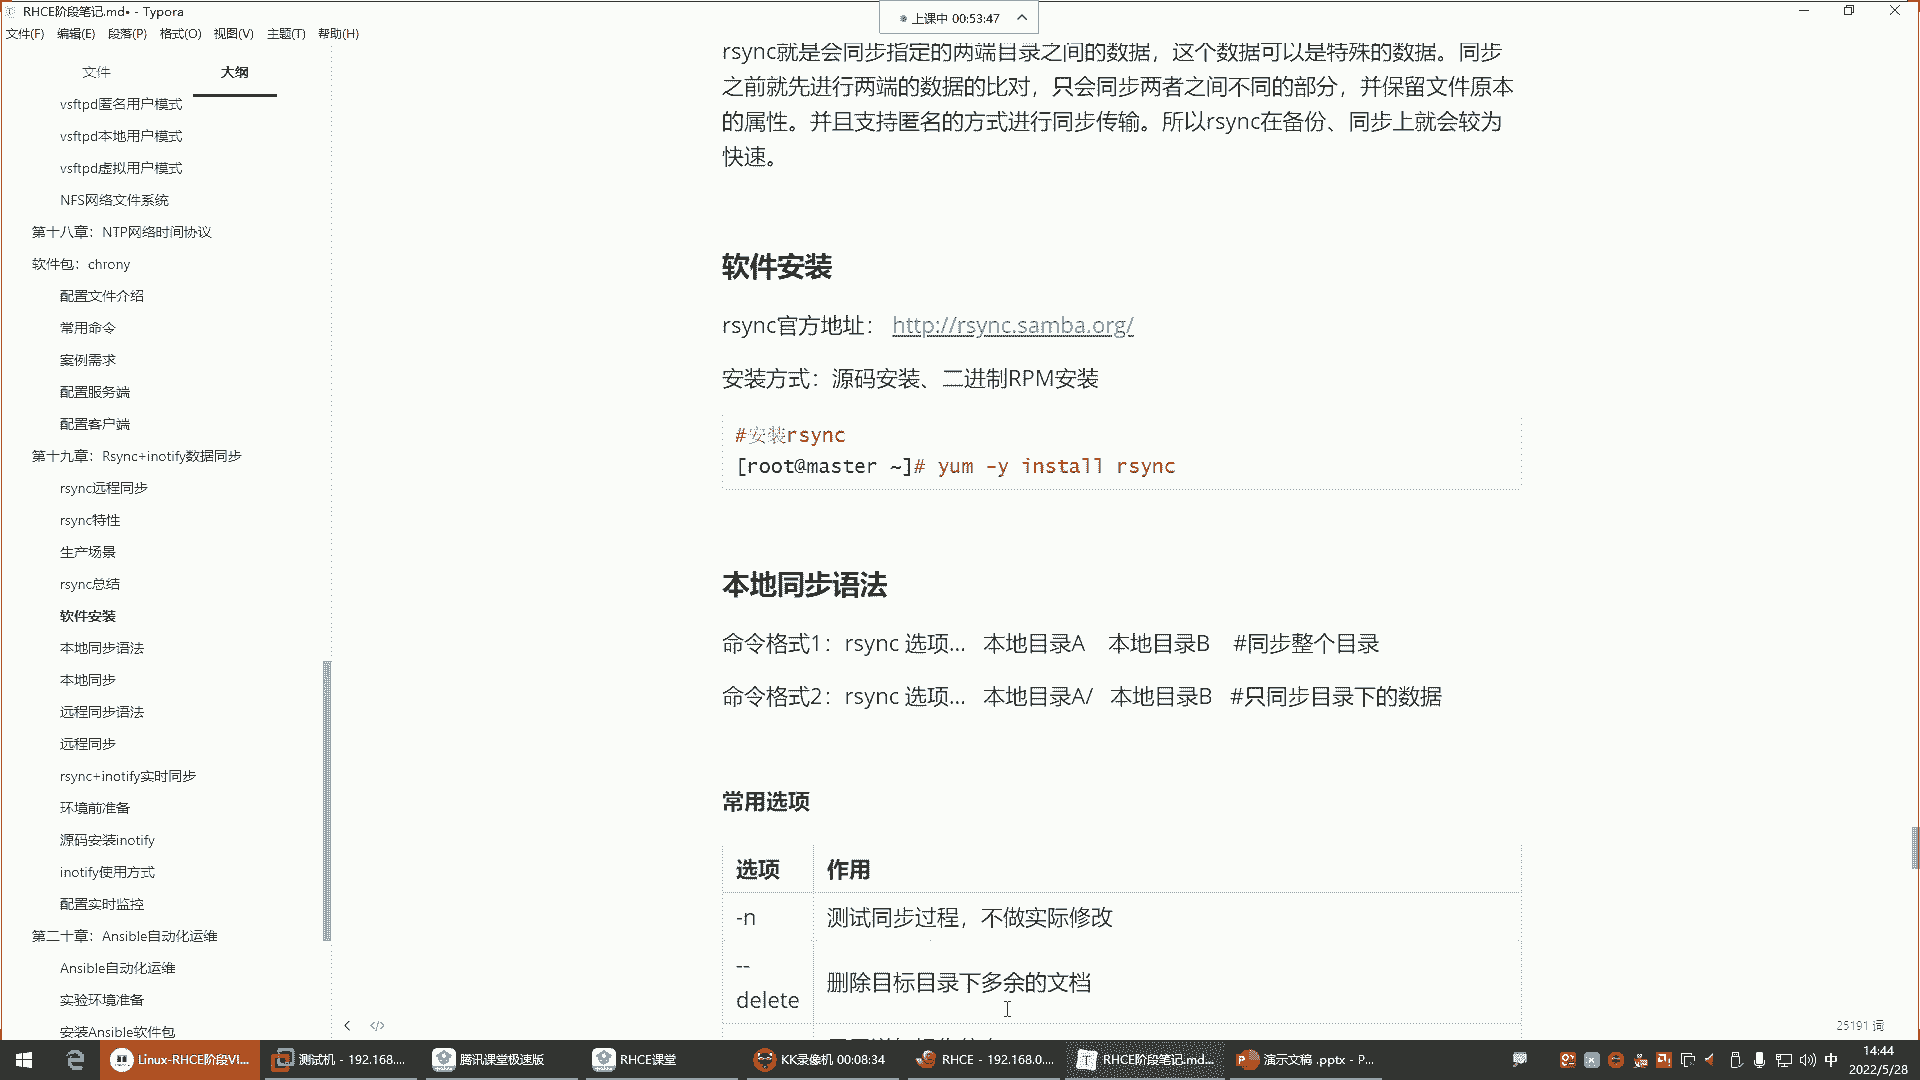 RHCE阶段笔记.md• - Typora
上课中 00:53:47
文件(F) 编辑(E) 段落(P) 格式(O) 视图(V) 主题(T) 帮助(H)
文件 大纲
vsftpd匿名用户模式
vsftpd本地用户模式
vsftpd虚拟用户模式
NFS网络文件系统
第十八章：NTP网络时间协议
软件包：chrony
配置文件介绍
常用命令
案例需求
配置服务端
配置客户端
第十九章：Rsync+inotify数据同步
rsync远程同步
rsync特性
生产场景
rsync总结
软件安装
本地同步语法
本地同步
远程同步语法
远程同步
rsync+inotify实时同步
环境前准备
源码安装inotify
inotify使用方式
配置实时监控
第二十章：Ansible自动化运维
Ansible自动化运维
实验环境准备
安装Ansible软件包
rsync就是会同步指定的两端目录之间的数据，这个数据可以是特殊的数据。同步
之前就先进行两端的数据的比对，只会同步两者之间不同的部分，并保留文件原本
的属性。并且支持匿名的方式进行同步传输。所以rsync在备份、同步上就会较为
快速。
软件安装
rsync官方地址： http://rsync.samba.org/
安装方式：源码安装、二进制RPM安装
#安装rsync
[root@master ~]# yum -y install rsync
本地同步语法
命令格式1：rsync 选项... 本地目录A 本地目录B #同步整个目录
命令格式2：rsync 选项... 本地目录A/ 本地目录B #只同步目录下的数据
常用选项
选项 作用
-n 测试同步过程，不做实际修改
--
delete 删除目标目录下多余的文档
25191 词
Linux-RHCE阶段VI... 测试机 - 192.168.... 腾讯课堂极速版 RHCE课堂 KK录像机 00:08:34 RHCE - 192.168.0.... RHCE阶段笔记.md... 演示文稿 .pptx - P... 中 14:44
2022/5/28